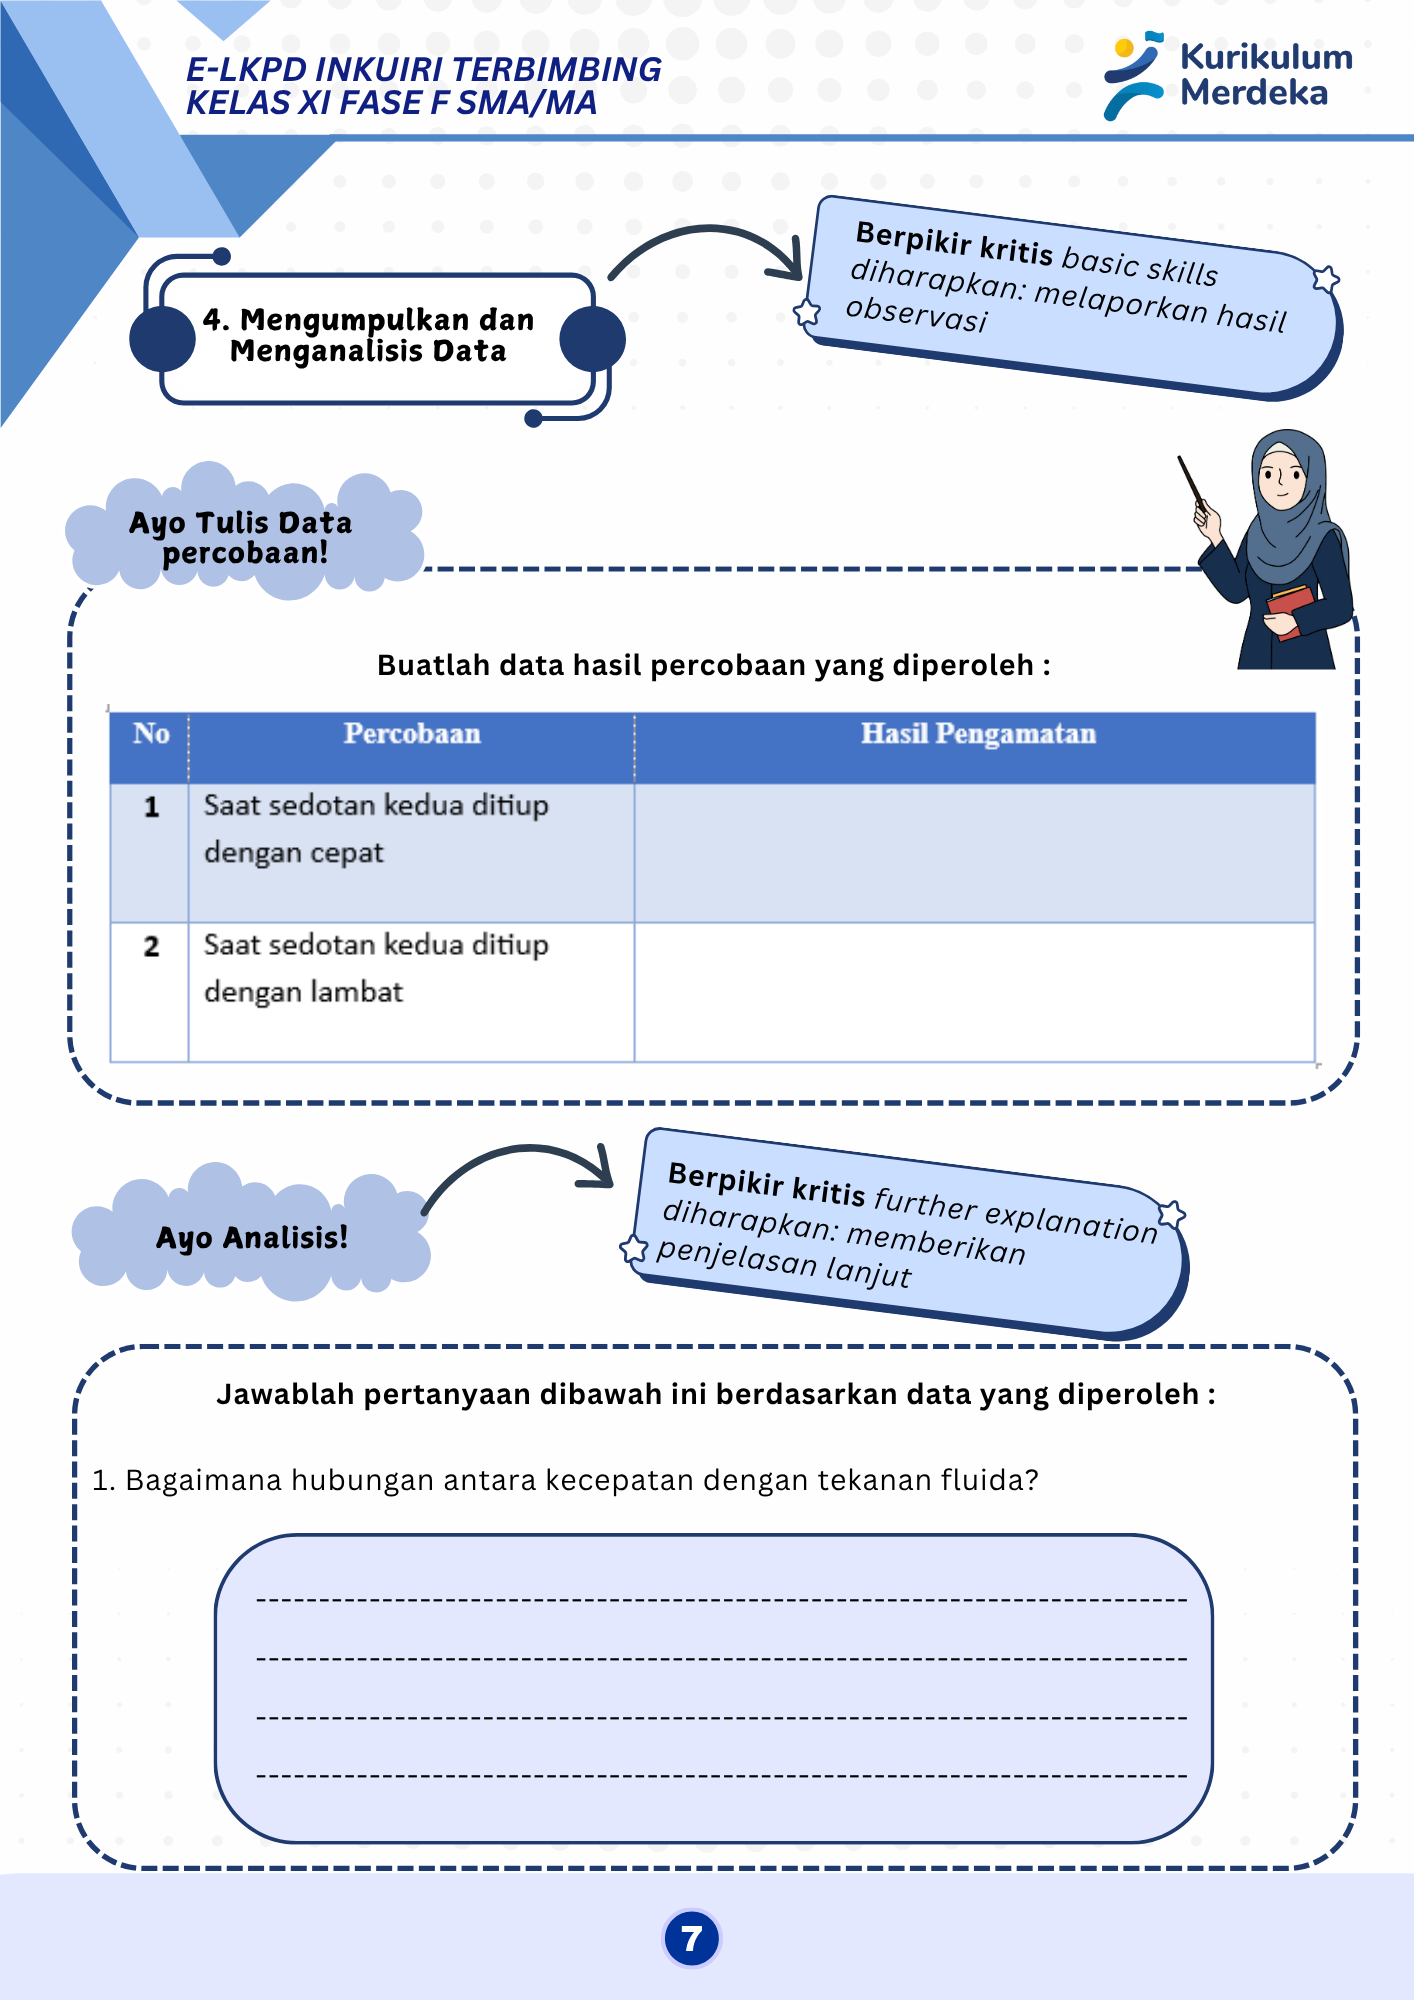 E-LKPD INKUIRI TERBIMBING
KELAS XI FASE F SMA/MA
Kurikulum
Merdeka
Berpikir kritis basic skills
diharapkan: melaporkan hasil
observasi
4. Mengumpulkan dan
Menganalisis Data
Ayo Tulis Data
percobaan!
Buatlah data hasil percobaan yang diperoleh :
No Percobaan Hasil Pengamatan
1 Saat sedotan kedua ditiup
dengan cepat
2 Saat sedotan kedua ditiup
dengan lambat
Ayo Analisis!
Berpikir kritis further explanation
diharapkan: memberikan
penjelasan lanjut
Jawablah pertanyaan dibawah ini berdasarkan data yang diperoleh :
1. Bagaimana hubungan antara kecepatan dengan tekanan fluida?
7